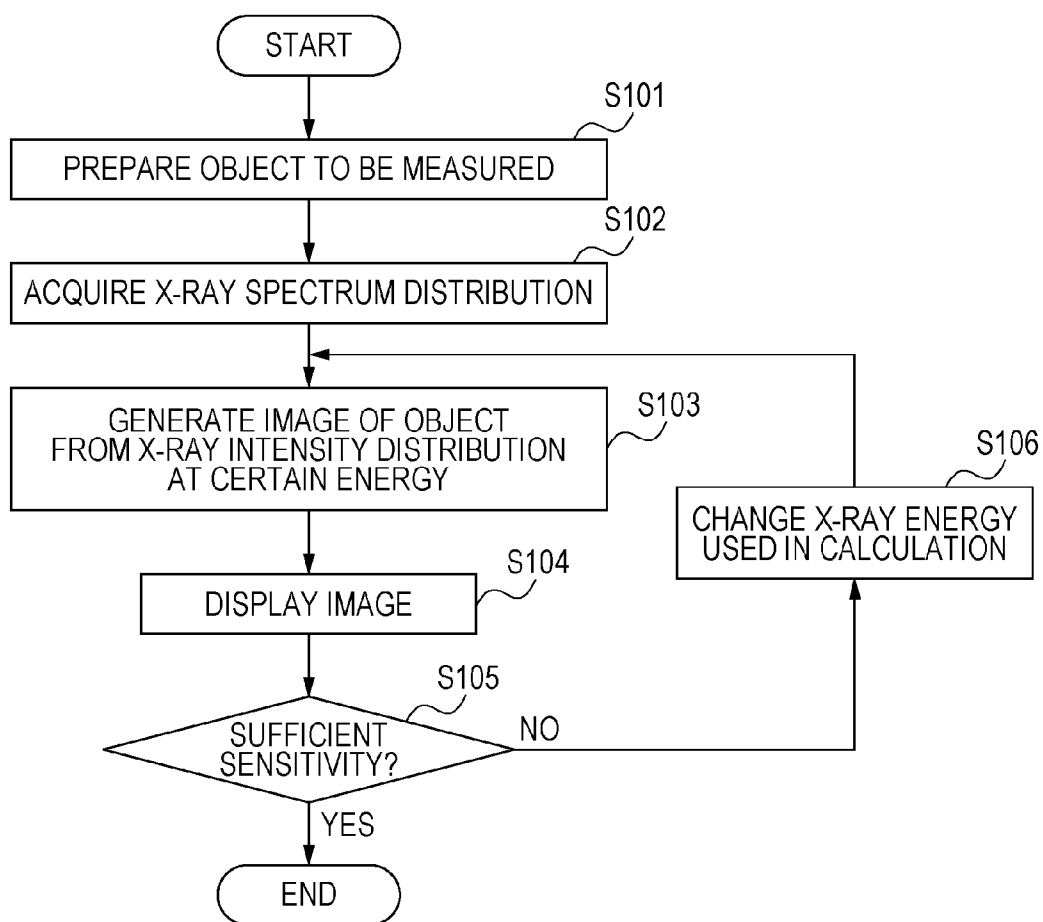 START
S101
PREPARE OBJECT TO BE MEASURED
S102
ACQUIRE X-RAY SPECTRUM DISTRIBUTION
S103
GENERATE IMAGE OF OBJECT
FROM X-RAY INTENSITY DISTRIBUTION
AT CERTAIN ENERGY
S106
CHANGE X-RAY ENERGY
USED IN CALCULATION
S104
DISPLAY IMAGE
S105
SUFFICIENT
SENSITIVITY?
NO
YES
END